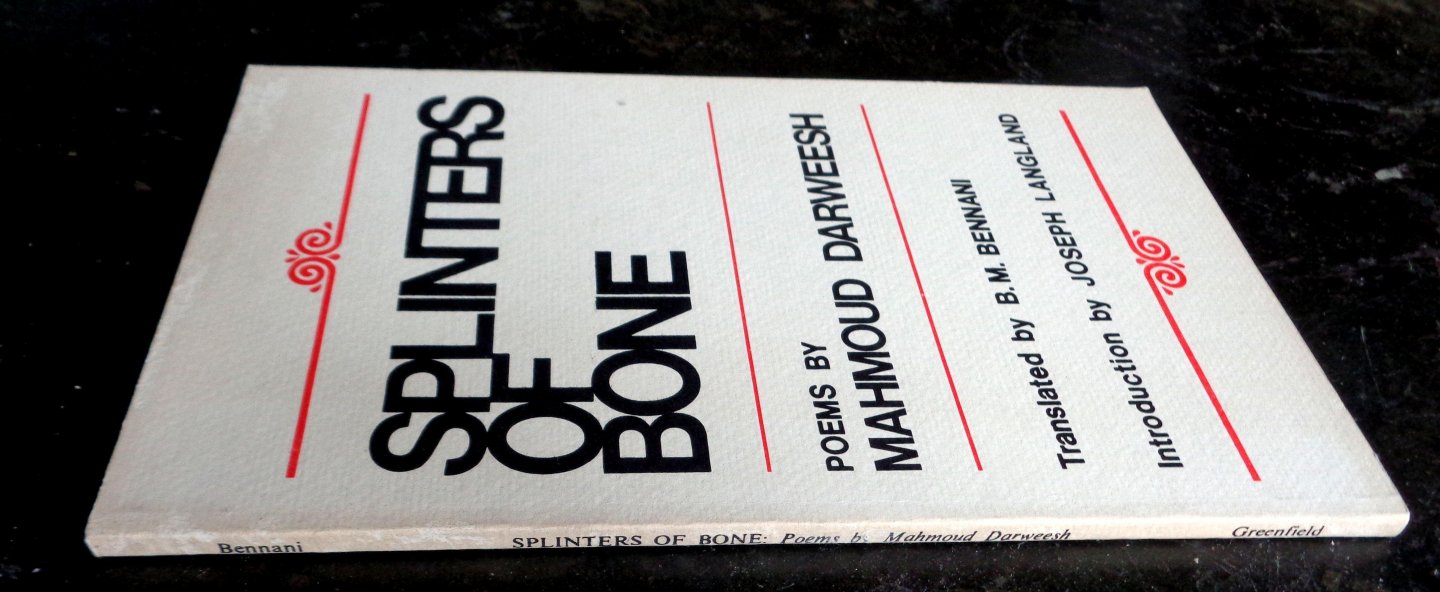 SPLINTERS
OF
BONE
POEMS BY
MAHMOUD DARWEESH
Translated by B. M. BENNANI
Introduction by JOSEPH LANGLAND
Bennani SPLINTERS OF BONE: Poems by Mahmoud Darweesh Greenfield